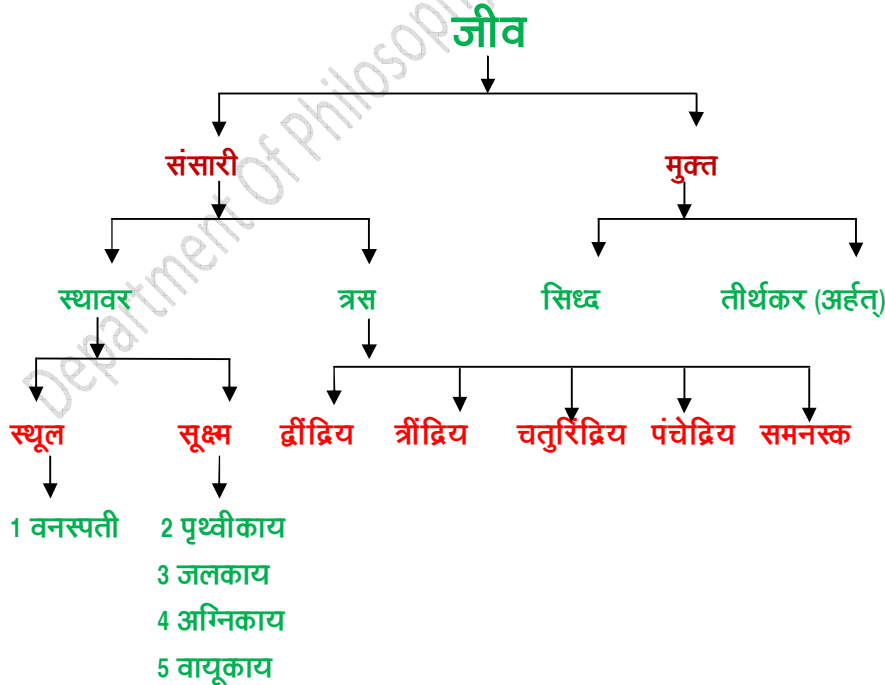 जीव
संसारी मुक्त
स्थावर त्रस सिध्द तीर्थकर (अर्हत्)
स्थूल सूक्ष्म द्वींद्रिय त्रींद्रिय चतुरिंद्रिय पंचेद्रिय समनस्क
1 वनस्पती 2 पृथ्वीकाय
3 जलकाय
4 अग्निकाय
5 वायूकाय
Department Of Philosophy